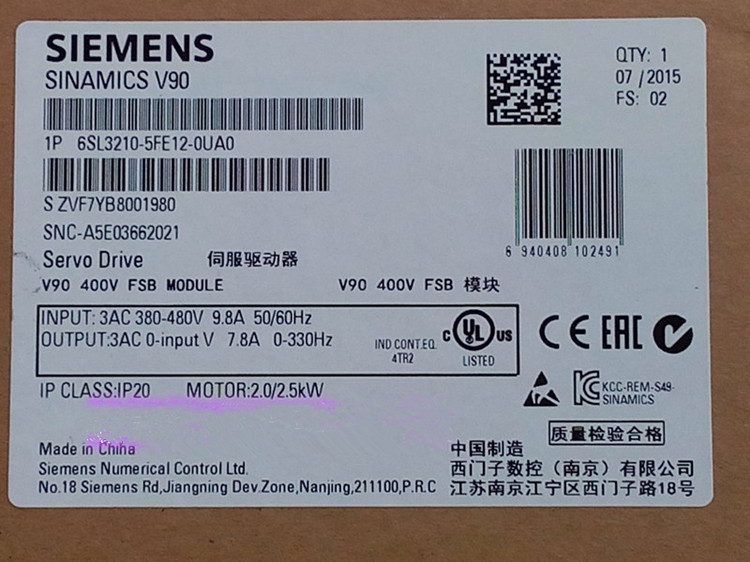 SIEMENS
SINAMICS V90
QTY: 1
07 / 2015
FS: 02
1P 6SL3210-5FE12-0UA0
S ZVF7YB8001980
SNC-A5E03662021
6 940408 102491
Servo Drive 伺服驱动器
V90 400V FSB MODULE V90 400V FSB 模块
INPUT: 3AC 380-480V 9.8A 50/60Hz
OUTPUT:3AC 0-input V 7.8A 0-330Hz
IND.CONT.EQ.
4TR2
C UL US
LISTED
CE EAC
IP CLASS:IP20 MOTOR:2.0/2.5kW
KCC-REM-S49-
SINAMICS
质量检验合格
Made in China
Siemens Numerical Control Ltd.
No.18 Siemens Rd,Jiangning Dev.Zone,Nanjing,211100,P.R.C
中国制造
西门子数控（南京）有限公司
江苏南京江宁区西门子路18号